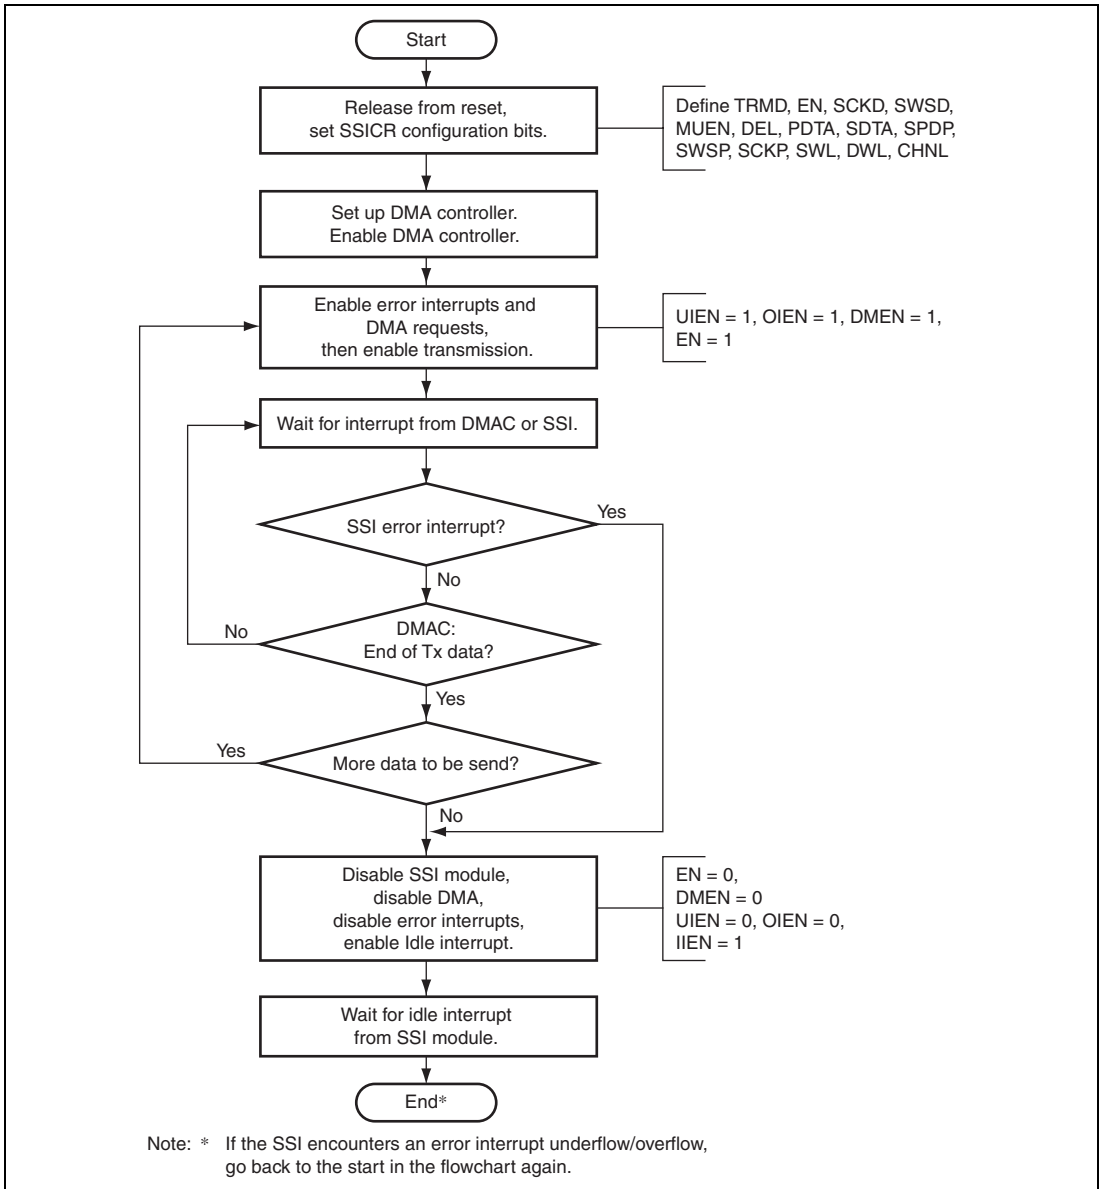 Start
Release from reset,
set SSICR configuration bits.
Define TRMD, EN, SCKD, SWSD,
MUEN, DEL, PDTA, SDTA, SPDP,
SWSP, SCKP, SWL, DWL, CHNL
Set up DMA controller.
Enable DMA controller.
Enable error interrupts and
DMA requests,
then enable transmission.
UIEN = 1, OIEN = 1, DMEN = 1,
EN = 1
Wait for interrupt from DMAC or SSI.
SSI error interrupt?
Yes
No
DMAC:
End of Tx data?
No
Yes
More data to be send?
Yes
No
Disable SSI module,
disable DMA,
disable error interrupts,
enable Idle interrupt.
EN = 0,
DMEN = 0
UIEN = 0, OIEN = 0,
IIEN = 1
Wait for idle interrupt
from SSI module.
End*
Note: * If the SSI encounters an error interrupt underflow/overflow,
go back to the start in the flowchart again.